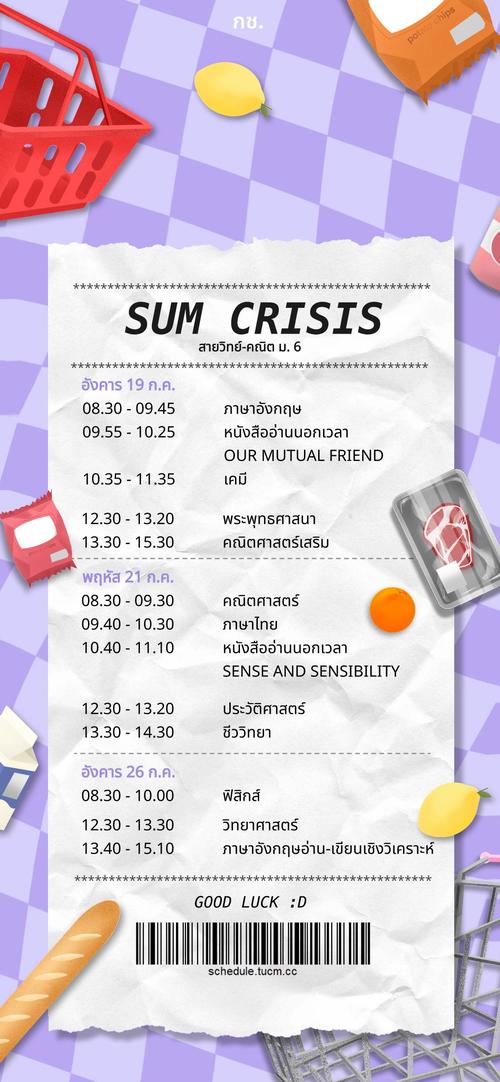 กช.
potato chips
************************************************************
SUM CRISIS
สายวิทย์-คณิต ม. 6
************************************************************
อังคาร 19 ก.ค.
08.30 - 09.45 ภาษาอังกฤษ
09.55 - 10.25 หนังสืออ่านนอกเวลา
OUR MUTUAL FRIEND
10.35 - 11.35 เคมี
12.30 - 13.20 พระพุทธศาสนา
13.30 - 15.30 คณิตศาสตร์เสริม
พฤหัส 21 ก.ค.
08.30 - 09.30 คณิตศาสตร์
09.40 - 10.30 ภาษาไทย
10.40 - 11.10 หนังสืออ่านนอกเวลา
SENSE AND SENSIBILITY
12.30 - 13.20 ประวัติศาสตร์
13.30 - 14.30 ชีววิทยา
อังคาร 26 ก.ค.
08.30 - 10.00 ฟิสิกส์
12.30 - 13.30 วิทยาศาสตร์
13.40 - 15.10 ภาษาอังกฤษอ่าน-เขียนเชิงวิเคราะห์
************************************************************
GOOD LUCK :D
schedule.tucm.cc